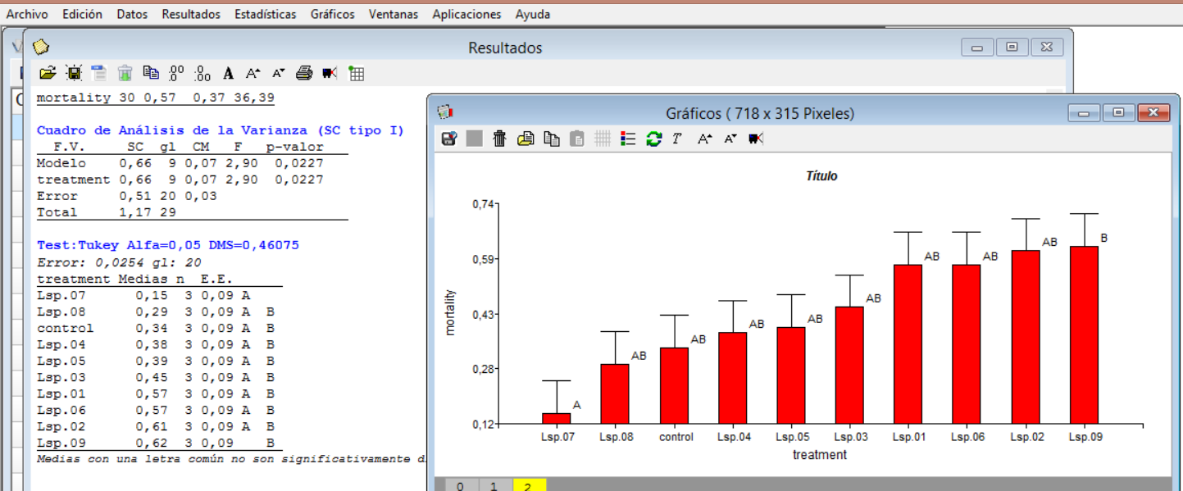 Archivo Edición Datos Resultados Estadísticas Gráficos Ventanas Aplicaciones Ayuda
Resultados
mortality 30 0,57 0,37 36,39
Cuadro de Análisis de la Varianza (SC tipo I)
F.V. SC gl CM F p-valor
Modelo 0,66 9 0,07 2,90 0,0227
treatment 0,66 9 0,07 2,90 0,0227
Error 0,51 20 0,03
Total 1,17 29
Test:Tukey Alfa=0,05 DMS=0,46075
Error: 0,0254 gl: 20
treatment Medias n E.E.
Lsp.07 0,15 3 0,09 A
Lsp.08 0,29 3 0,09 A B
control 0,34 3 0,09 A B
Lsp.04 0,38 3 0,09 A B
Lsp.05 0,39 3 0,09 A B
Lsp.03 0,45 3 0,09 A B
Lsp.01 0,57 3 0,09 A B
Lsp.06 0,57 3 0,09 A B
Lsp.02 0,61 3 0,09 A B
Lsp.09 0,62 3 0,09 B
Medias con una letra común no son significativamente d
Gráficos ( 718 x 315 Pixeles)
Título
0,74
0,59
0,43
0,28
0,12
mortality
A
AB
AB
AB
AB
AB
AB
AB
AB
B
Lsp.07 Lsp.08 control Lsp.04 Lsp.05 Lsp.03 Lsp.01 Lsp.06 Lsp.02 Lsp.09
treatment
0 1 2